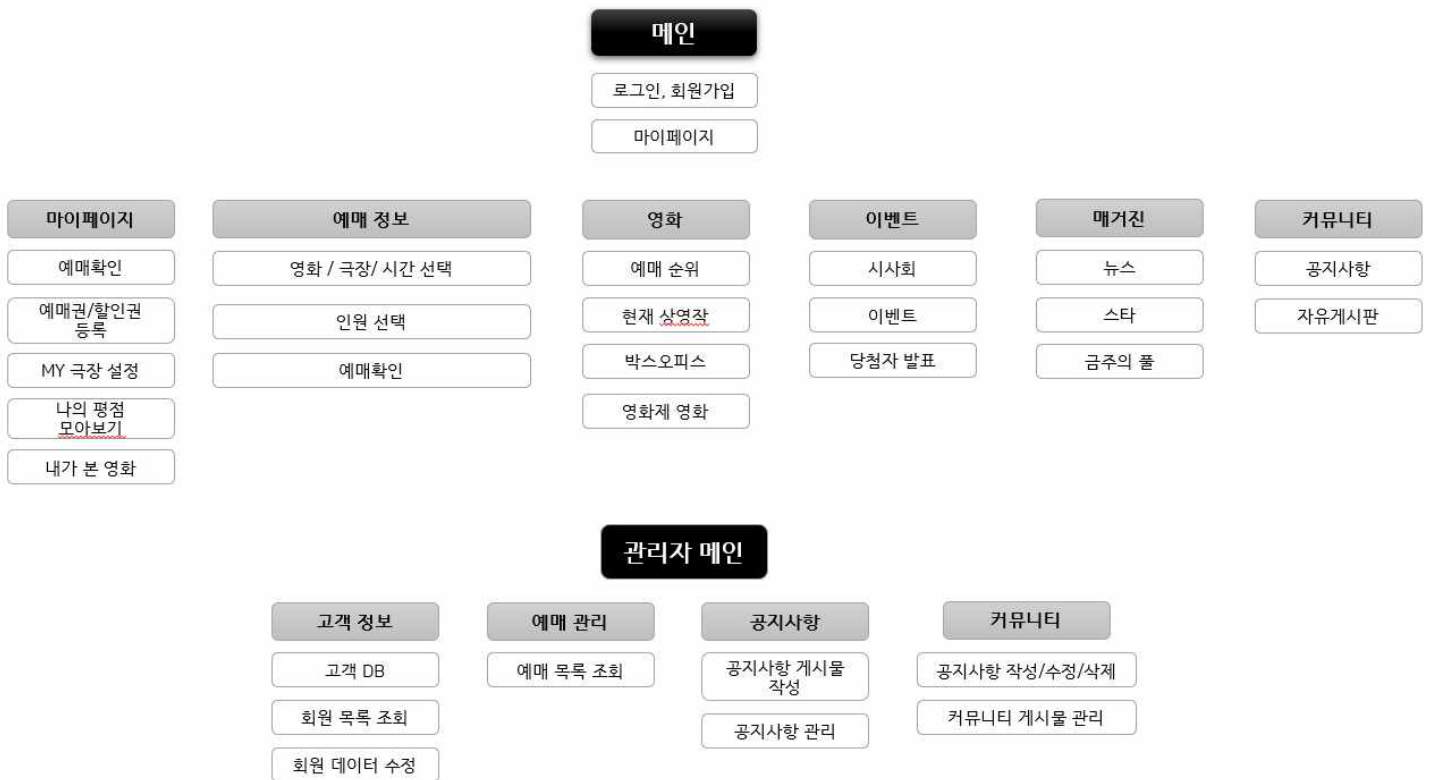 메인
로그인, 회원가입
마이페이지
마이페이지
예매확인
예매권/할인권
등록
MY 극장 설정
나의 평점
모아보기
내가 본 영화
예매 정보
영화 / 극장/ 시간 선택
인원 선택
예매확인
영화
예매 순위
현재 상영작
박스오피스
영화제 영화
이벤트
시사회
이벤트
당첨자 발표
매거진
뉴스
스타
금주의 풀
커뮤니티
공지사항
자유게시판
관리자 메인
고객 정보
고객 DB
회원 목록 조회
회원 데이터 수정
예매 관리
예매 목록 조회
공지사항
공지사항 게시물
작성
공지사항 관리
커뮤니티
공지사항 작성/수정/삭제
커뮤니티 게시물 관리